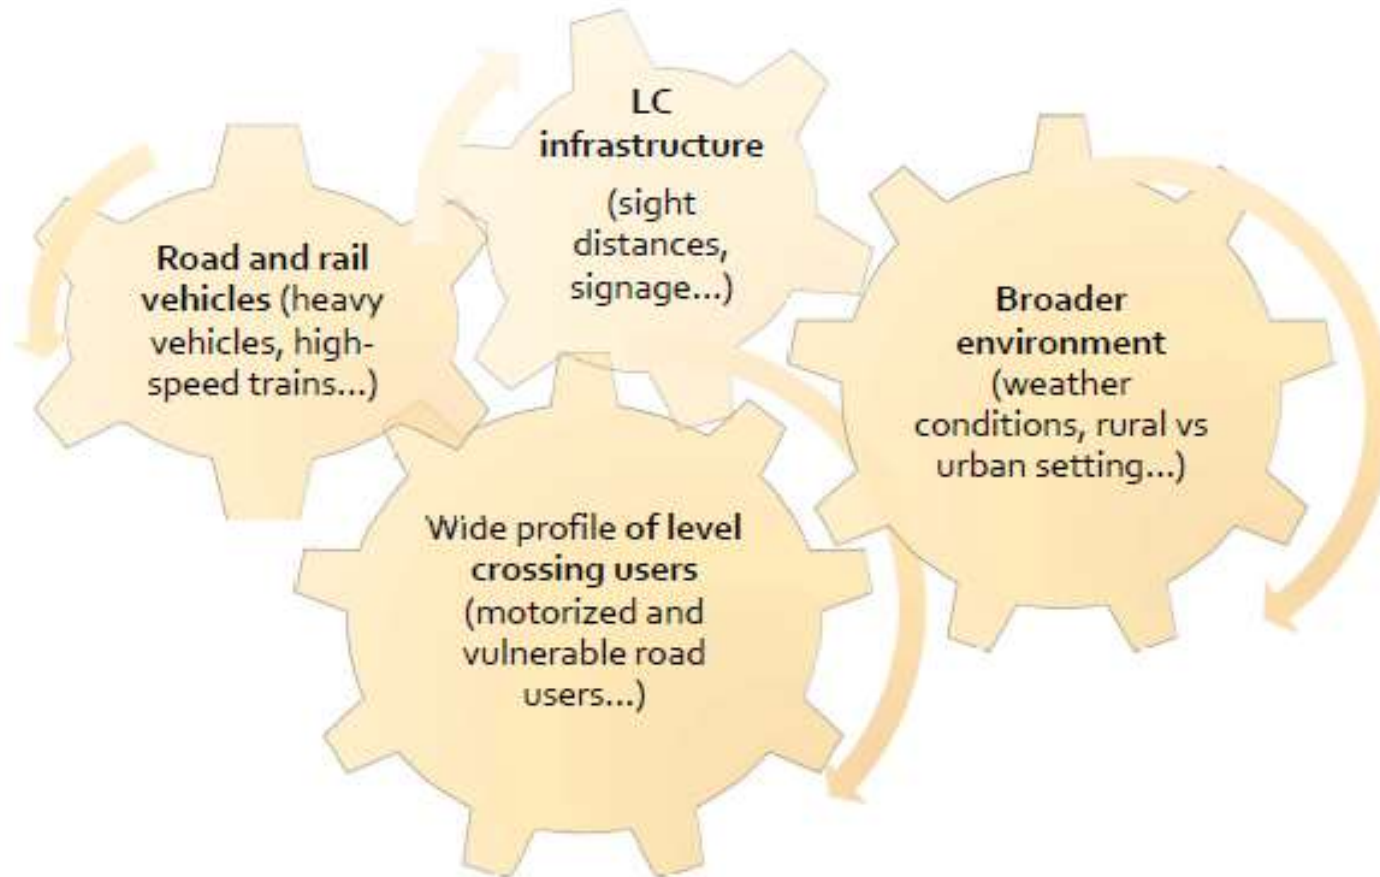 LC
infrastructure
(sight
distances,
signage...)
Road and rail
vehicles (heavy
vehicles, high-
speed trains...)
Broader
environment
(weather
conditions, rural vs
urban setting...)
Wide profile of level
crossing users
(motorized and
vulnerable road
users...)